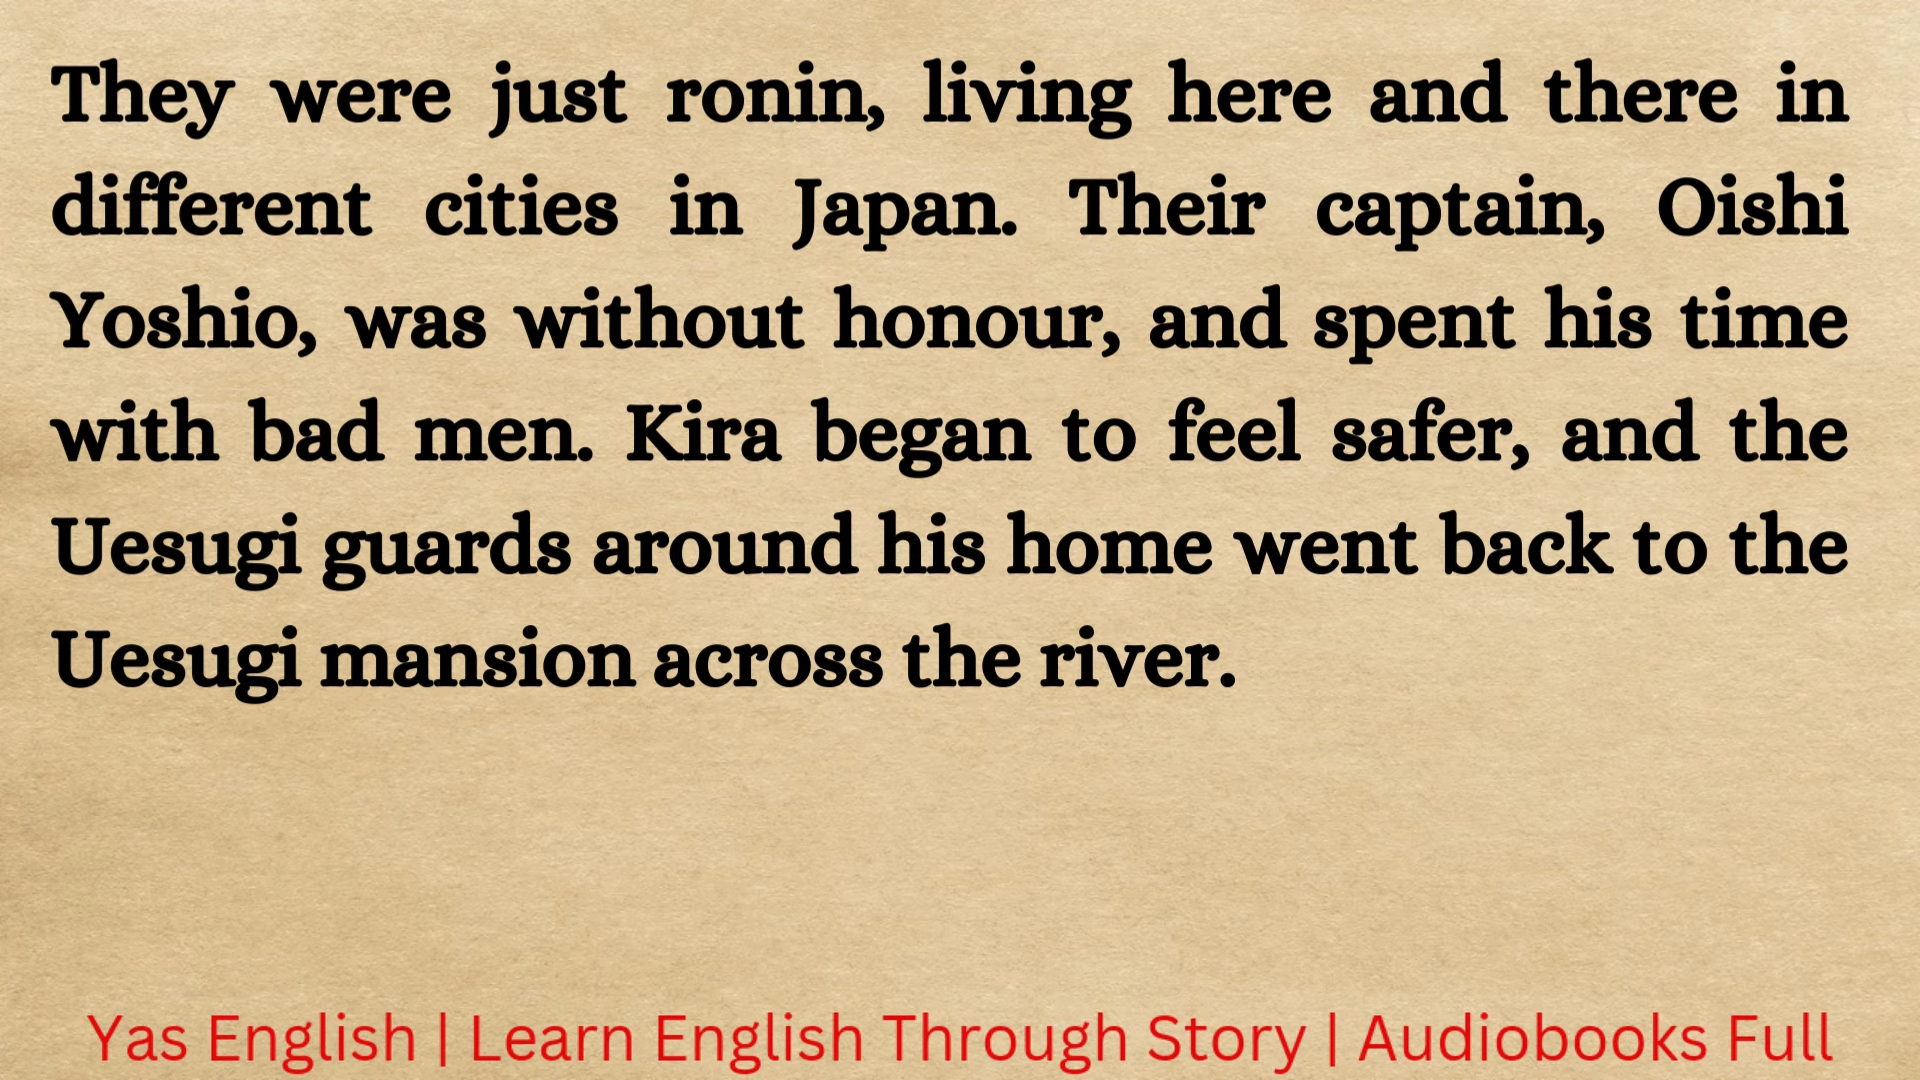 They were just ronin, living here and there in
different cities in Japan. Their captain, Oishi
Yoshio, was without honour, and spent his time
with bad men. Kira began to feel safer, and the
Uesugi guards around his home went back to the
Uesugi mansion across the river.
Yas English | Learn English Through Story | Audiobooks Full